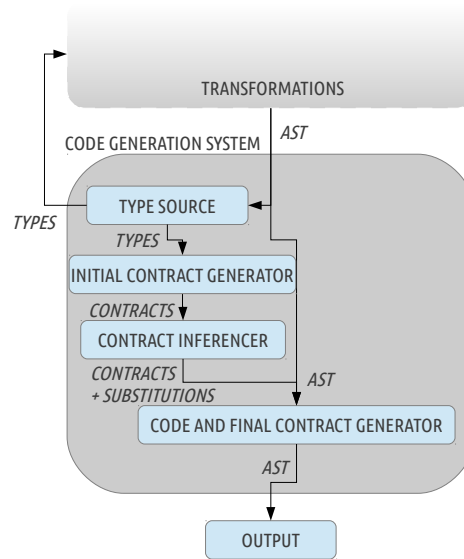 TRANSFORMATIONS
AST
CODE GENERATION SYSTEM
TYPE SOURCE
TYPES
TYPES
INITIAL CONTRACT GENERATOR
CONTRACTS
CONTRACT INFERENCER
CONTRACTS
+ SUBSTITUTIONS
AST
CODE AND FINAL CONTRACT GENERATOR
AST
OUTPUT